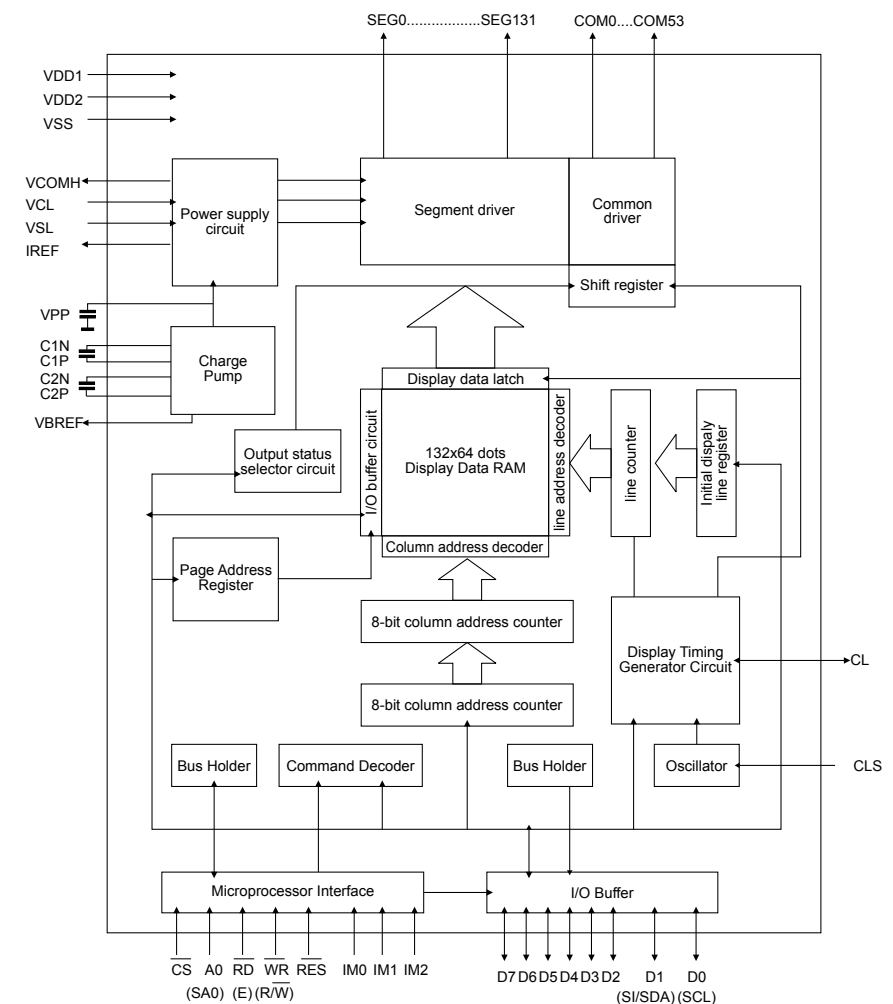 SEG0..................SEG131
COM0....COM53
VDD1
VDD2
VSS
VCOMH
VCL
VSL
IREF
Power supply
circuit
Segment driver
Common
driver
Shift register
VPP
C1N
C1P
C2N
C2P
VBREF
Charge
Pump
Display data latch
Output status
selector circuit
I/O buffer circuit
132x64 dots
Display Data RAM
line address decoder
line counter
Initial dispaly
line register
Column address decoder
Page Address
Register
8-bit column address counter
8-bit column address counter
Display Timing
Generator Circuit
CL
Bus Holder
Command Decoder
Bus Holder
Oscillator
CLS
Microprocessor Interface
I/O Buffer
CS A0 RD WR RES IM0 IM1 IM2
(SA0) (E) (R/W)
D7 D6 D5 D4 D3 D2 D1 D0
(SI/SDA) (SCL)